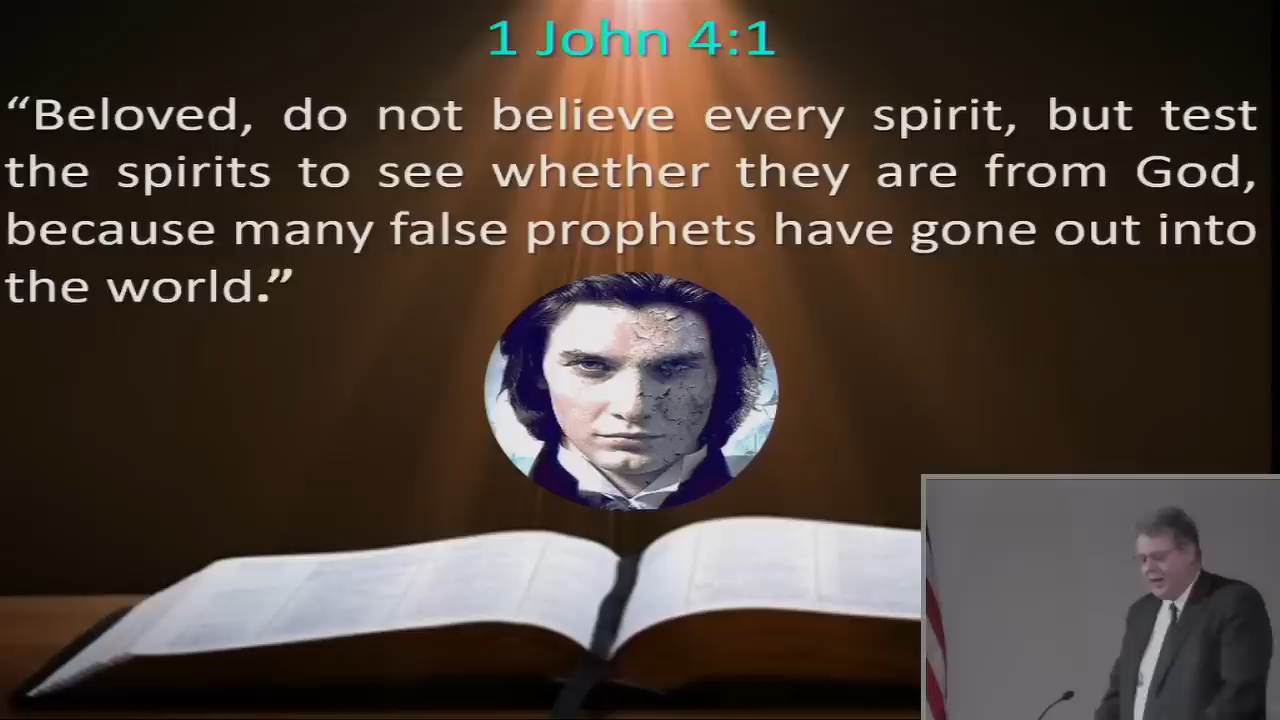 1 John 4:1
“Beloved, do not believe every spirit, but test
the spirits to see whether they are from God,
because many false prophets have gone out into
the world.”